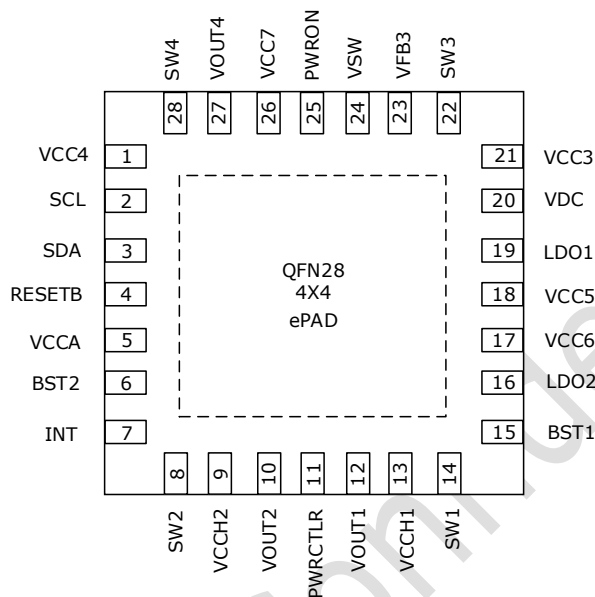 SW4 VOUT4 VCC7 PWRON VSW VFB3 SW3
28 27 26 25 24 23 22
VCC4 1 21 VCC3
SCL 2 20 VDC
SDA 3 19 LDO1
RESETB 4 18 VCC5
VCCA 5 17 VCC6
BST2 6 16 LDO2
INT 7 15 BST1
QFN28
4X4
ePAD
8 9 10 11 12 13 14
SW2 VCCH2 VOUT2 PWRCTLR VOUT1 VCCH1 SW1